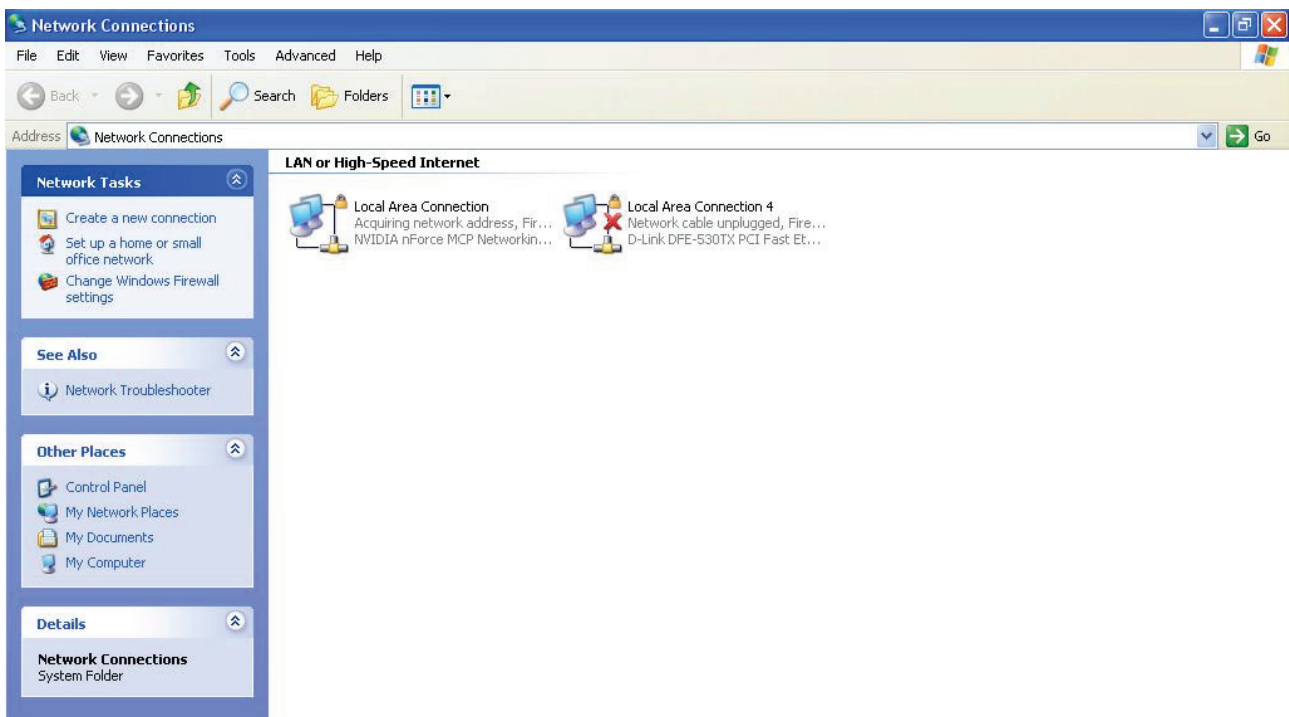 Network Connections
File Edit View Favorites Tools Advanced Help
Back Search Folders
Address Network Connections Go
Network Tasks
Create a new connection
Set up a home or small
office network
Change Windows Firewall
settings
See Also
Network Troubleshooter
Other Places
Control Panel
My Network Places
My Documents
My Computer
Details
Network Connections
System Folder
LAN or High-Speed Internet
Local Area Connection
Acquiring network address, Fir...
NVIDIA nForce MCP Networkin...
Local Area Connection 4
Network cable unplugged, Fire...
D-Link DFE-530TX PCI Fast Et...